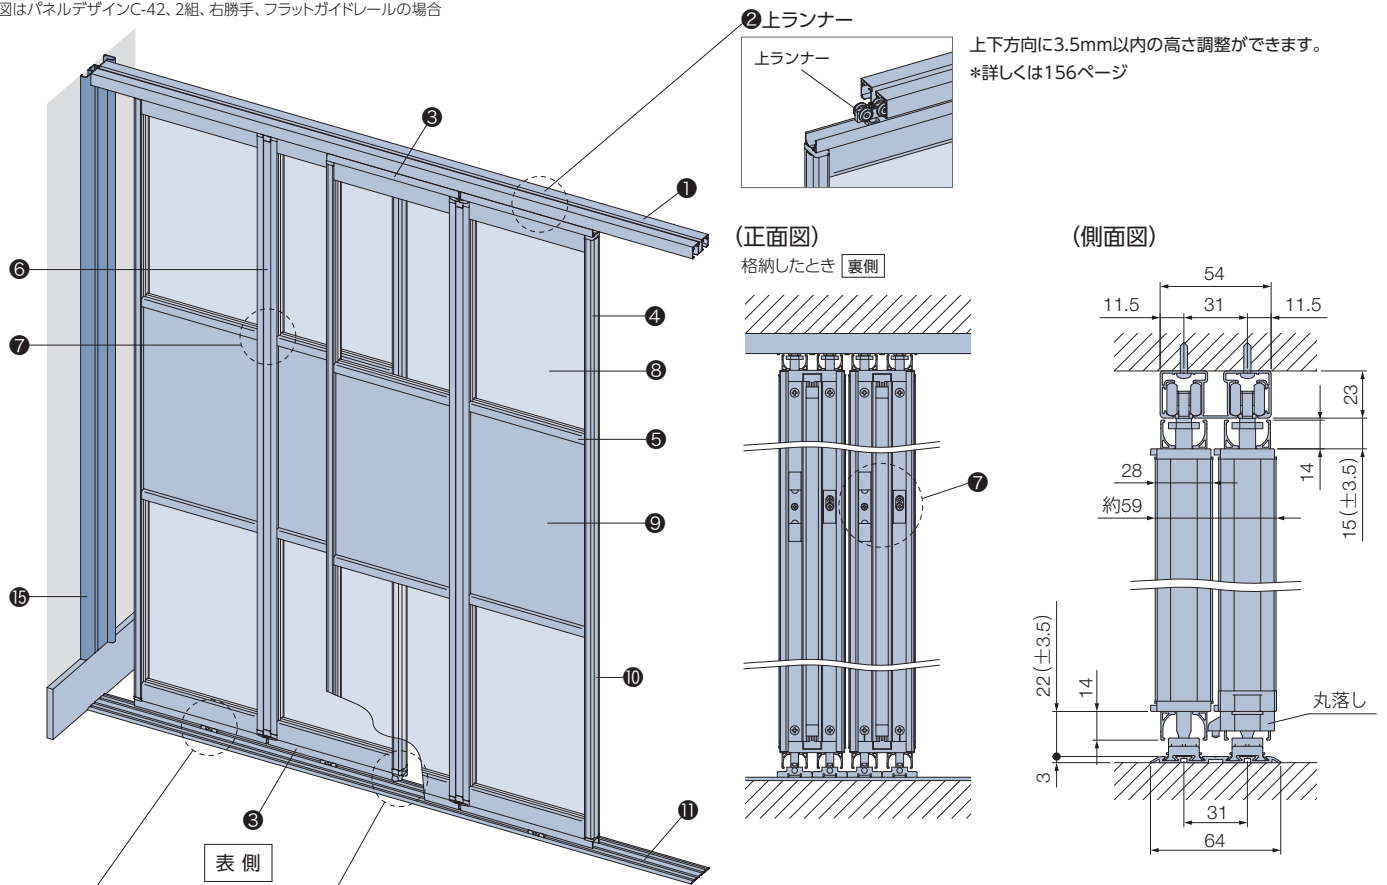 図はパネルデザインC-42、2組、右勝手、フラットガイドレールの場合
❷上ランナー
上ランナー
上下方向に3.5mm以内の高さ調整ができます。
*詳しくは156ページ
❸
❶
❻
❼
❹
❽
❺
❾
⓯
❿
❸
⓫
表 側
(正面図)
格納したとき 裏側
❼
(側面図)
54
11.5
31
11.5
23
14
15(±3.5)
28
約59
22(±3.5)
14
3
丸落し
31
64